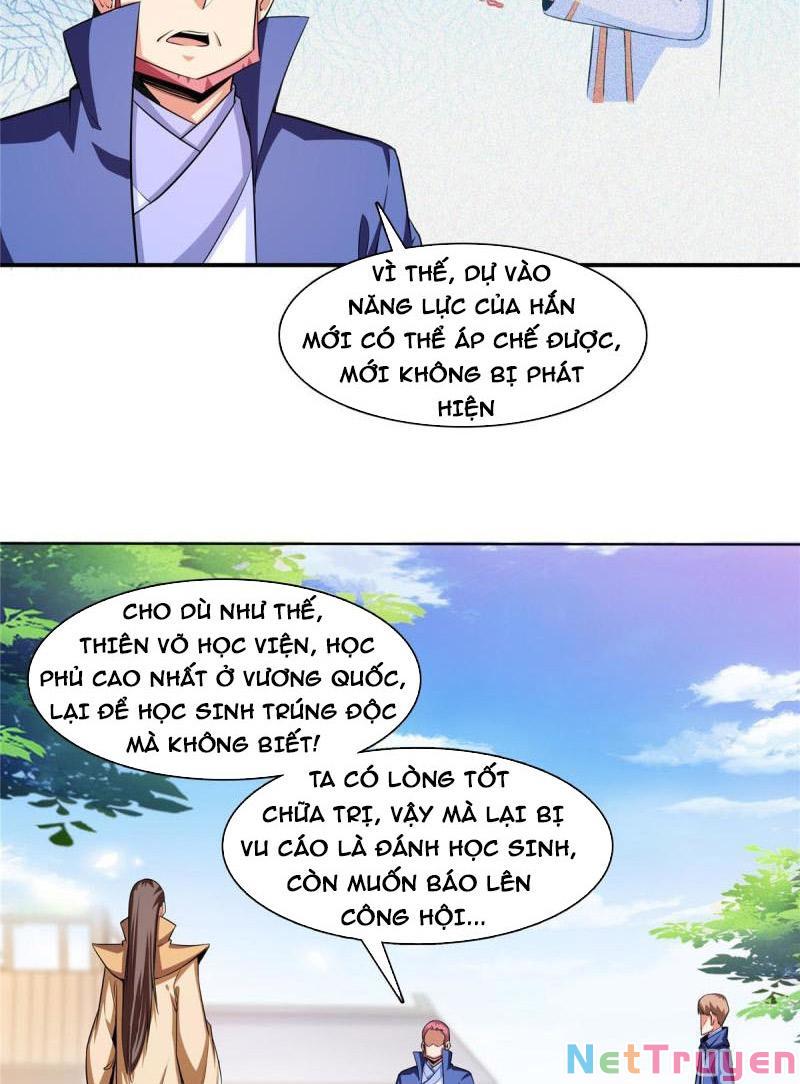 VÌ THẾ, DỰ VÀO
NĂNG LỰC CỦA HẮN
MỚI CÓ THỂ ÁP CHẾ ĐƯỢC,
MỚI KHÔNG BỊ PHÁT
HIỆN
CHO DÙ NHƯ THẾ,
THIÊN VÕ HỌC VIỆN, HỌC
PHỦ CAO NHẤT Ở VƯƠNG QUỐC,
LẠI ĐỂ HỌC SINH TRÚNG ĐỘC
MÀ KHÔNG BIẾT!
TA CÓ LÒNG TỐT
CHỮA TRỊ, VẬY MÀ LẠI BỊ
VU CÁO LÀ ĐÁNH HỌC SINH,
CÒN MUỐN BÁO LÊN
CÔNG HỘI...
NetTruyen